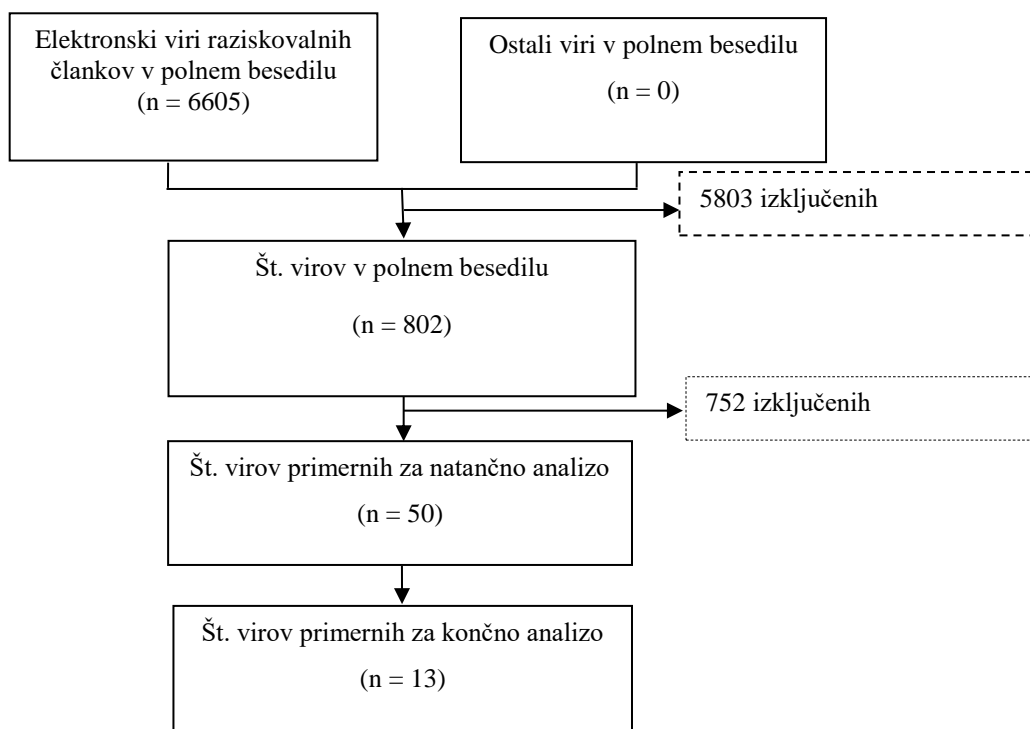 Elektronski viri raziskovalnih
člankov v polnem besedilu
(n = 6605)
Ostali viri v polnem besedilu
(n = 0)
5803 izključenih
Št. virov v polnem besedilu
(n = 802)
752 izključenih
Št. virov primernih za natančno analizo
(n = 50)
Št. virov primernih za končno analizo
(n = 13)